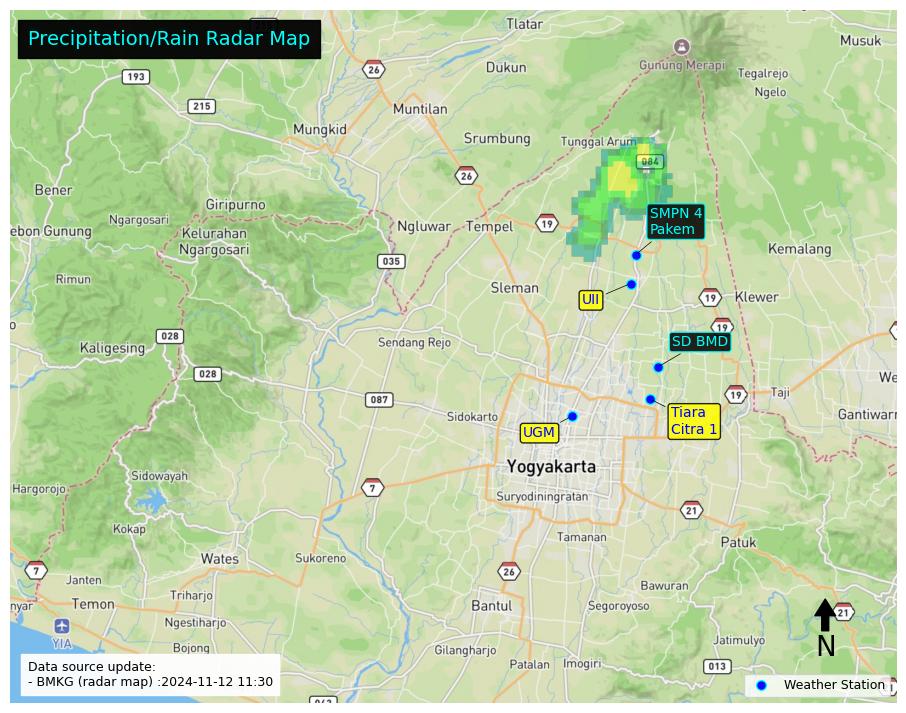 Precipitation/Rain Radar Map
Tlatar
Musuk
26
Dukun
Gunung Merapi
Tegalrejo
193
Ngelo
215
Muntilan
Mungkid
Srumbung
Tunggal Arum
084
26
Bener
Giripurno
SMPN 4
Pakem
Ngargosari
Ngluwar
Tempel
19
ebon Gunung
Kelurahan
Ngargosari
Kemalang
035
Rimun
Sleman
UII
19
Klewer
19
028
Kaligesing
Sendang Rejo
SD BMD
028
We
087
19
Taji
Sidokarto
Tiara
Citra 1
Gantiwarn
UGM
Yogyakarta
Sidowayah
Hargorojo
7
Suryodiningratan
21
Kokap
Tamanan
Patuk
Wates
Sukoreno
7
26
Janten
Bawuran
nyar
Temon
Triharjo
Bantul
Segoroyoso
21
Ngestiharjo
YIA
Jatimulyo
N
Bojong
Gilangharjo
Patalan
Imogiri
013
Data source update:
- BMKG (radar map) :2024-11-12 11:30
Weather Station